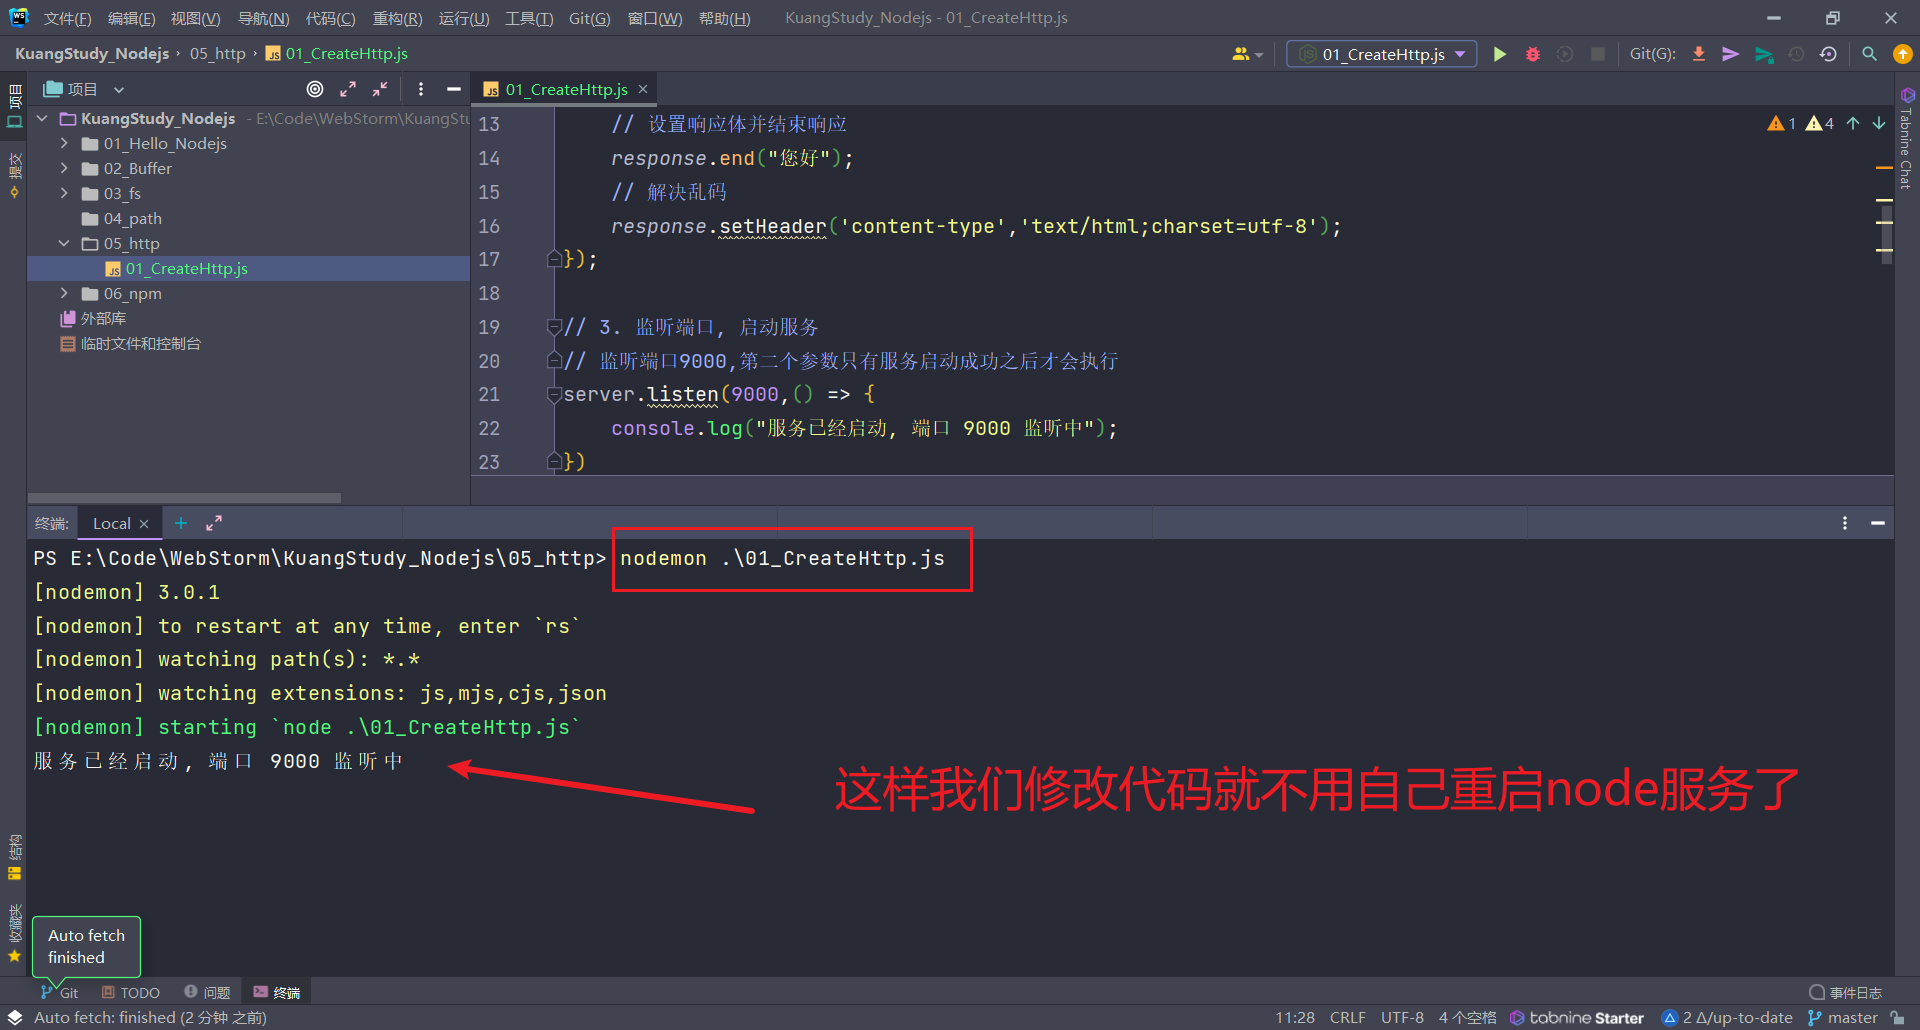 文件(F) 编辑(E) 视图(V) 导航(N) 代码(C) 重构(R) 运行(U) 工具(T) Git(G) 窗口(W) 帮助(H) KuangStudy_Nodejs - 01_CreateHttp.js
KuangStudy_Nodejs › 05_http › 01_CreateHttp.js
01_CreateHttp.js
Git(G):
项目
KuangStudy_Nodejs - E:\Code\WebStorm\KuangStu
01_Hello_Nodejs
02_Buffer
03_fs
04_path
05_http
01_CreateHttp.js
06_npm
外部库
临时文件和控制台
项目
提交
结构
收藏夹
01_CreateHttp.js
1 4
Tabnine Chat
13 // 设置响应体并结束响应
14 response.end("您好");
15 // 解决乱码
16 response.setHeader('content-type','text/html;charset=utf-8');
17 });
18
19 // 3. 监听端口, 启动服务
20 // 监听端口9000,第二个参数只有服务启动成功之后才会执行
21 server.listen(9000,() => {
22 console.log("服务已经启动, 端口 9000 监听中");
23 })
终端: Local
PS E:\Code\WebStorm\KuangStudy_Nodejs\05_http> nodemon .\01_CreateHttp.js
[nodemon] 3.0.1
[nodemon] to restart at any time, enter `rs`
[nodemon] watching path(s): *.*
[nodemon] watching extensions: js,mjs,cjs,json
[nodemon] starting `node .\01_CreateHttp.js`
服务已经启动, 端口 9000 监听中
这样我们修改代码就不用自己重启node服务了
Auto fetch
finished
Git TODO 问题 终端 事件日志
Auto fetch: finished (2 分钟 之前) 11:28 CRLF UTF-8 4 个空格 tabnine Starter 2 Δ/up-to-date master